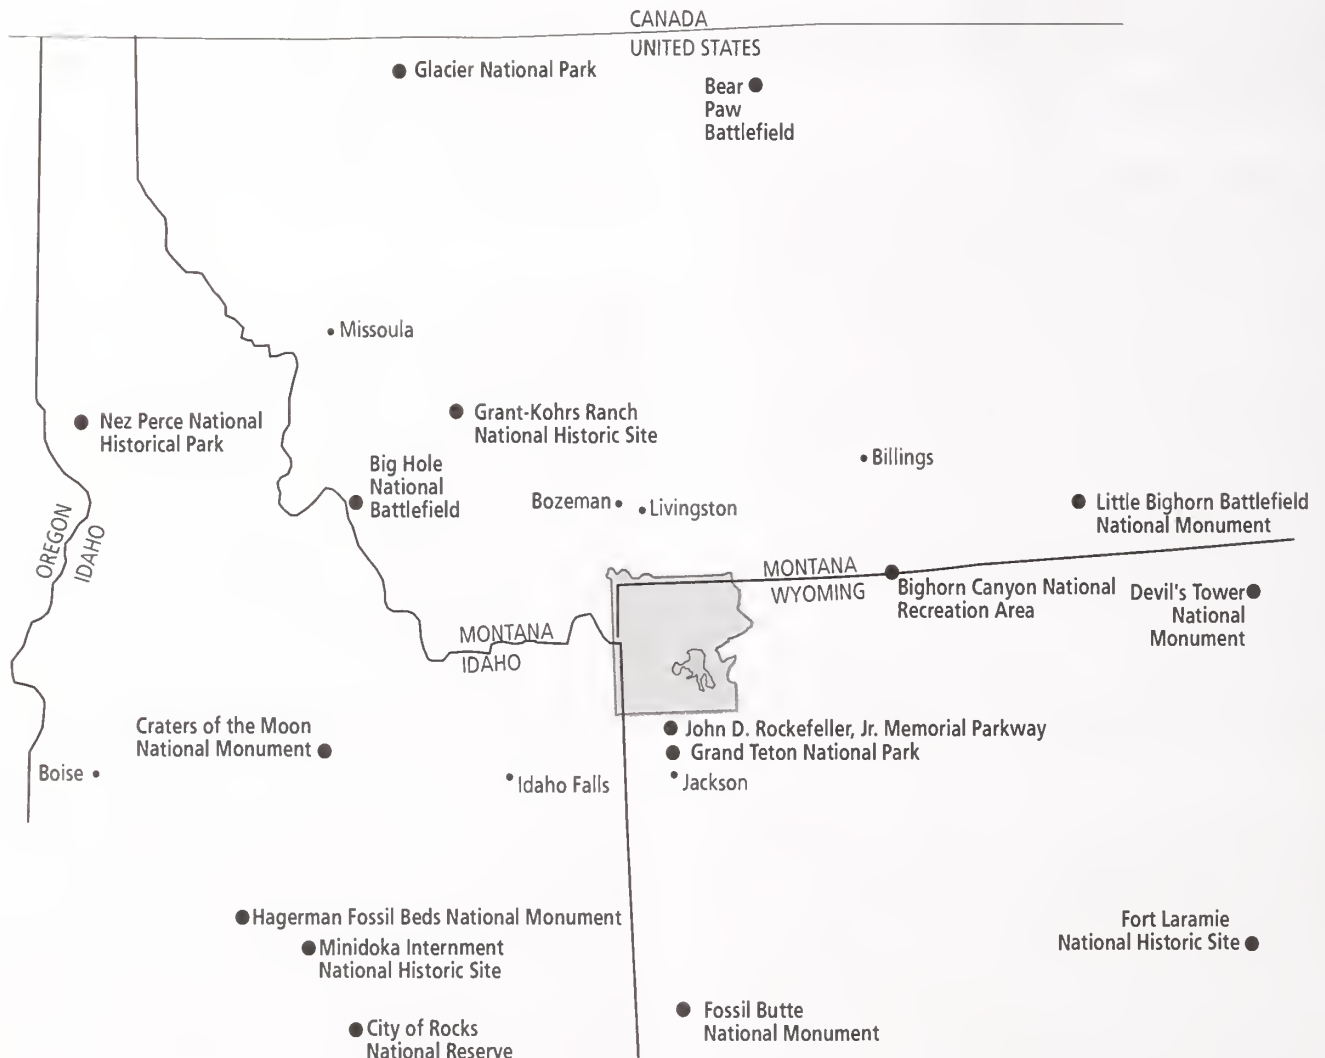 CANADA
UNITED STATES
Glacier National Park
Bear
Paw
Battlefield
Missoula
Nez Perce National
Historical Park
Grant-Kohrs Ranch
National Historic Site
Big Hole
National
Battlefield
Billings
Bozeman
Livingston
Little Bighorn Battlefield
National Monument
OREGON
IDAHO
MONTANA
WYOMING
Bighorn Canyon National
Recreation Area
Devil's Tower
National
Monument
MONTANA
IDAHO
Craters of the Moon
National Monument
John D. Rockefeller, Jr. Memorial Parkway
Grand Teton National Park
Boise
Idaho Falls
Jackson
Hagerman Fossil Beds National Monument
Minidoka Internment
National Historic Site
Fort Laramie
National Historic Site
Fossil Butte
National Monument
City of Rocks
National Reserve